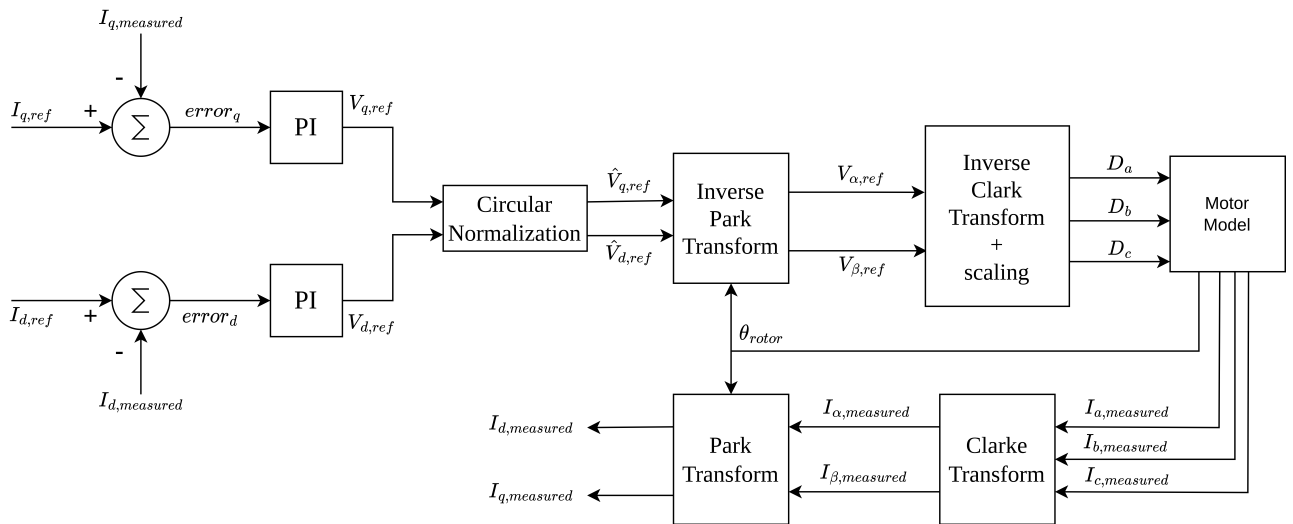 I_{q,measured}
-
I_{q,ref}
+
∑
error_q
PI
V_{q,ref}
Circular
Normalization
V̂_{q,ref}
V̂_{d,ref}
Inverse
Park
Transform
V_{α,ref}
V_{β,ref}
Inverse
Clark
Transform
+
scaling
D_a
D_b
D_c
Motor
Model
I_{d,ref}
+
∑
-
error_d
PI
V_{d,ref}
I_{d,measured}
θ_{rotor}
I_{d,measured}
I_{q,measured}
Park
Transform
I_{α,measured}
I_{β,measured}
Clarke
Transform
I_{a,measured}
I_{b,measured}
I_{c,measured}